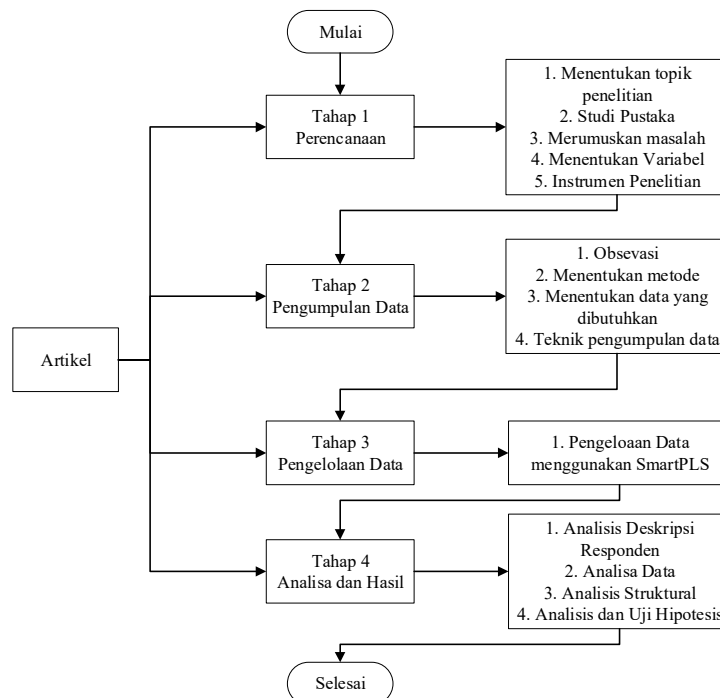 Mulai
Tahap 1
Perencanaan
1. Menentukan topik
penelitian
2. Studi Pustaka
3. Merumuskan masalah
4. Menentukan Variabel
5. Instrumen Penelitian
Tahap 2
Pengumpulan Data
1. Obsevasi
2. Menentukan metode
3. Menentukan data yang
dibutuhkan
4. Teknik pengumpulan data
Artikel
Tahap 3
Pengelolaan Data
1. Pengeloaan Data
menggunakan SmartPLS
Tahap 4
Analisa dan Hasil
1. Analisis Deskripsi
Responden
2. Analisa Data
3. Analisis Struktural
4. Analisis dan Uji Hipotesis
Selesai